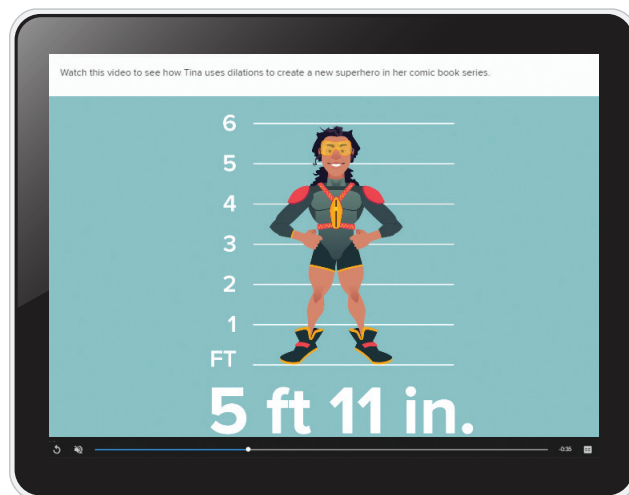 Watch this video to see how Tina uses dilations to create a new superhero in her comic book series.
6
5
4
3
2
1
FT
5 ft 11 in.
-0:35
CC